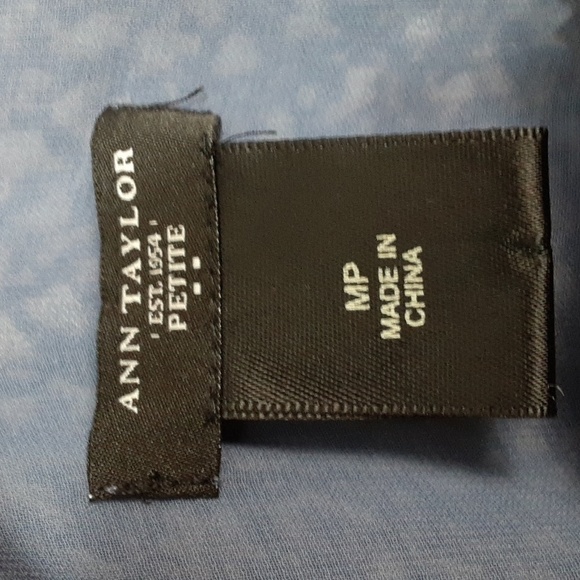 ANN TAYLOR
' EST. 1954 '
PETITE
MP
MADE IN
CHINA